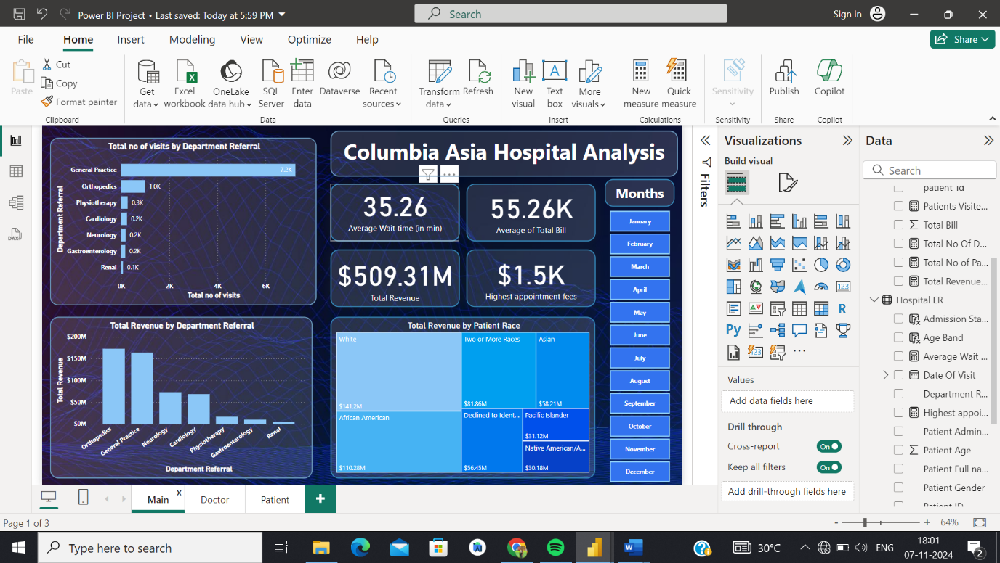 Power BI Project • Last saved: Today at 5:59 PM
Search
Sign in
File Home Insert Modeling View Optimize Help
Share
Paste
Cut
Copy
Format painter
Clipboard
Get data
Excel workbook
OneLake data hub
SQL Server
Enter data
Dataverse
Recent sources
Data
Transform data
Refresh
Queries
New visual
Text box
More visuals
Insert
New measure
Quick measure
Calculations
Sensitivity
Sensitivity
Publish
Share
Copilot
Copilot
Total no of visits by Department Referral
Department Referral
General Practice 7.2K
Orthopedics 1.0K
Physiotherapy 0.3K
Cardiology 0.2K
Neurology 0.2K
Gastroenterology 0.2K
Renal 0.1K
0K 2K 4K 6K
Total no of visits
Columbia Asia Hospital Analysis
35.26
Average Wait time (in min)
55.26K
Average of Total Bill
$509.31M
Total Revenue
$1.5K
Highest appointment fees
Months
January
February
March
April
May
June
July
August
September
October
November
December
Total Revenue by Department Referral
Total Revenue
$200M
$150M
$100M
$50M
$0M
Orthopedics
General Practice
Neurology
Cardiology
Physiotherapy
Gastroenterology
Renal
Department Referral
Total Revenue by Patient Race
White
$141.2M
Two or More Races
$81.86M
Asian
$58.21M
African American
$110.28M
Declined to Ident...
$56.45M
Pacific Islander
$31.12M
Native American/A...
$30.18M
Filters
Visualizations
Build visual
123
R
Py
123
Values
Add data fields here
Drill through
Cross-report
On
Keep all filters
On
Add drill-through fields here
Data
Search
patient_id
Patients Visite...
Total Bill
Total No Of D...
Total No of Pa...
Total Revenue...
Hospital ER
Admission Sta...
Age Band
Average Wait ...
Date Of Visit
Department R...
Highest appoi...
Patient Admin...
Patient Age
Patient Full na...
Patient Gender
Patient ID
Main
Doctor
Patient
Page 1 of 3
64%
Type here to search
30°C
ENG
18:01
07-11-2024
2